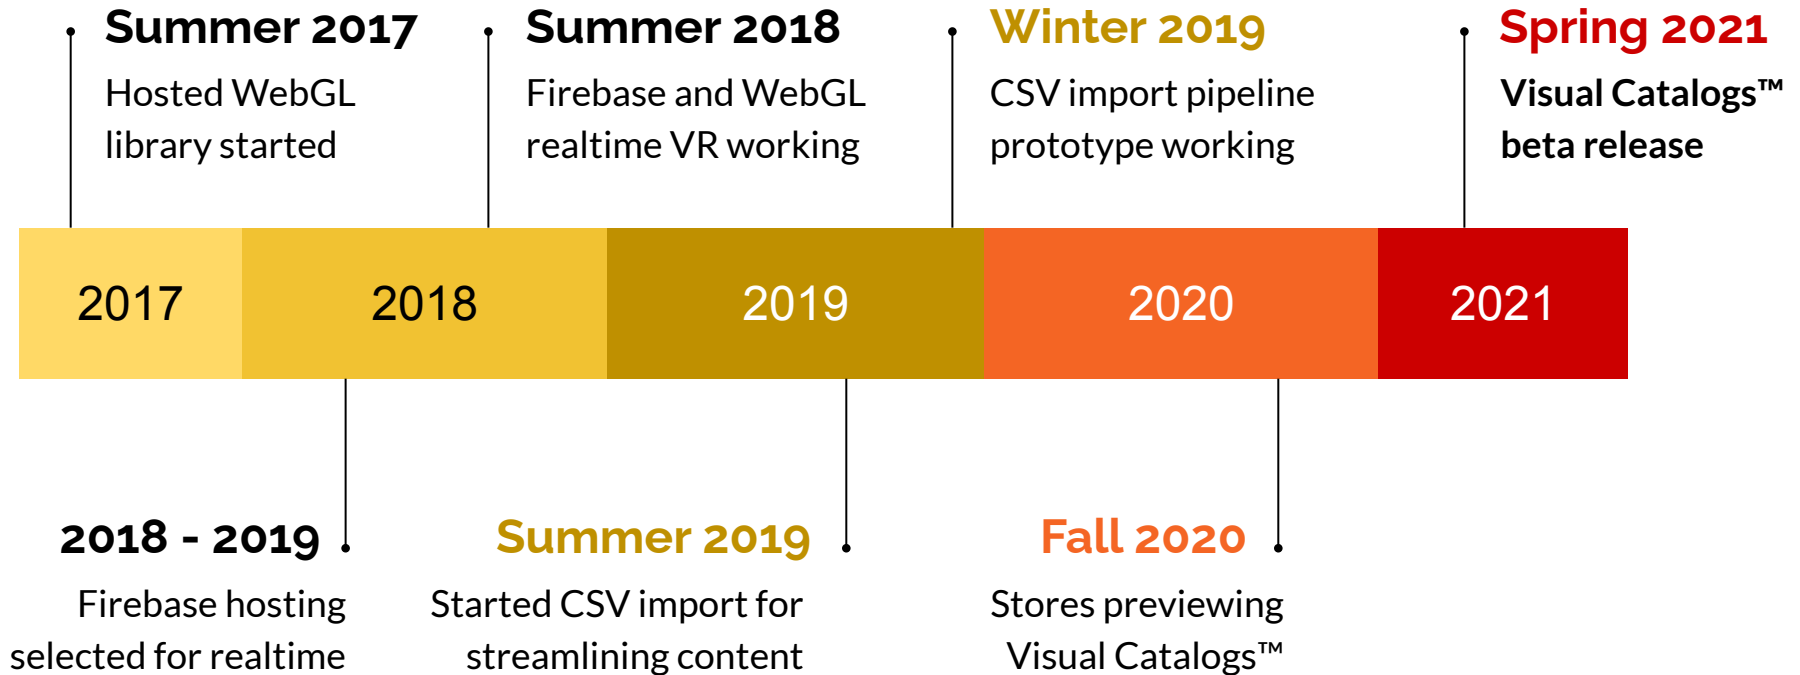 Summer 2017
Hosted WebGL
library started
Summer 2018
Firebase and WebGL
realtime VR working
Winter 2019
CSV import pipeline
prototype working
Spring 2021
Visual Catalogs™
beta release
2017
2018
2019
2020
2021
2018 - 2019
Firebase hosting
selected for realtime
Summer 2019
Started CSV import for
streamlining content
Fall 2020
Stores previewing
Visual Catalogs™